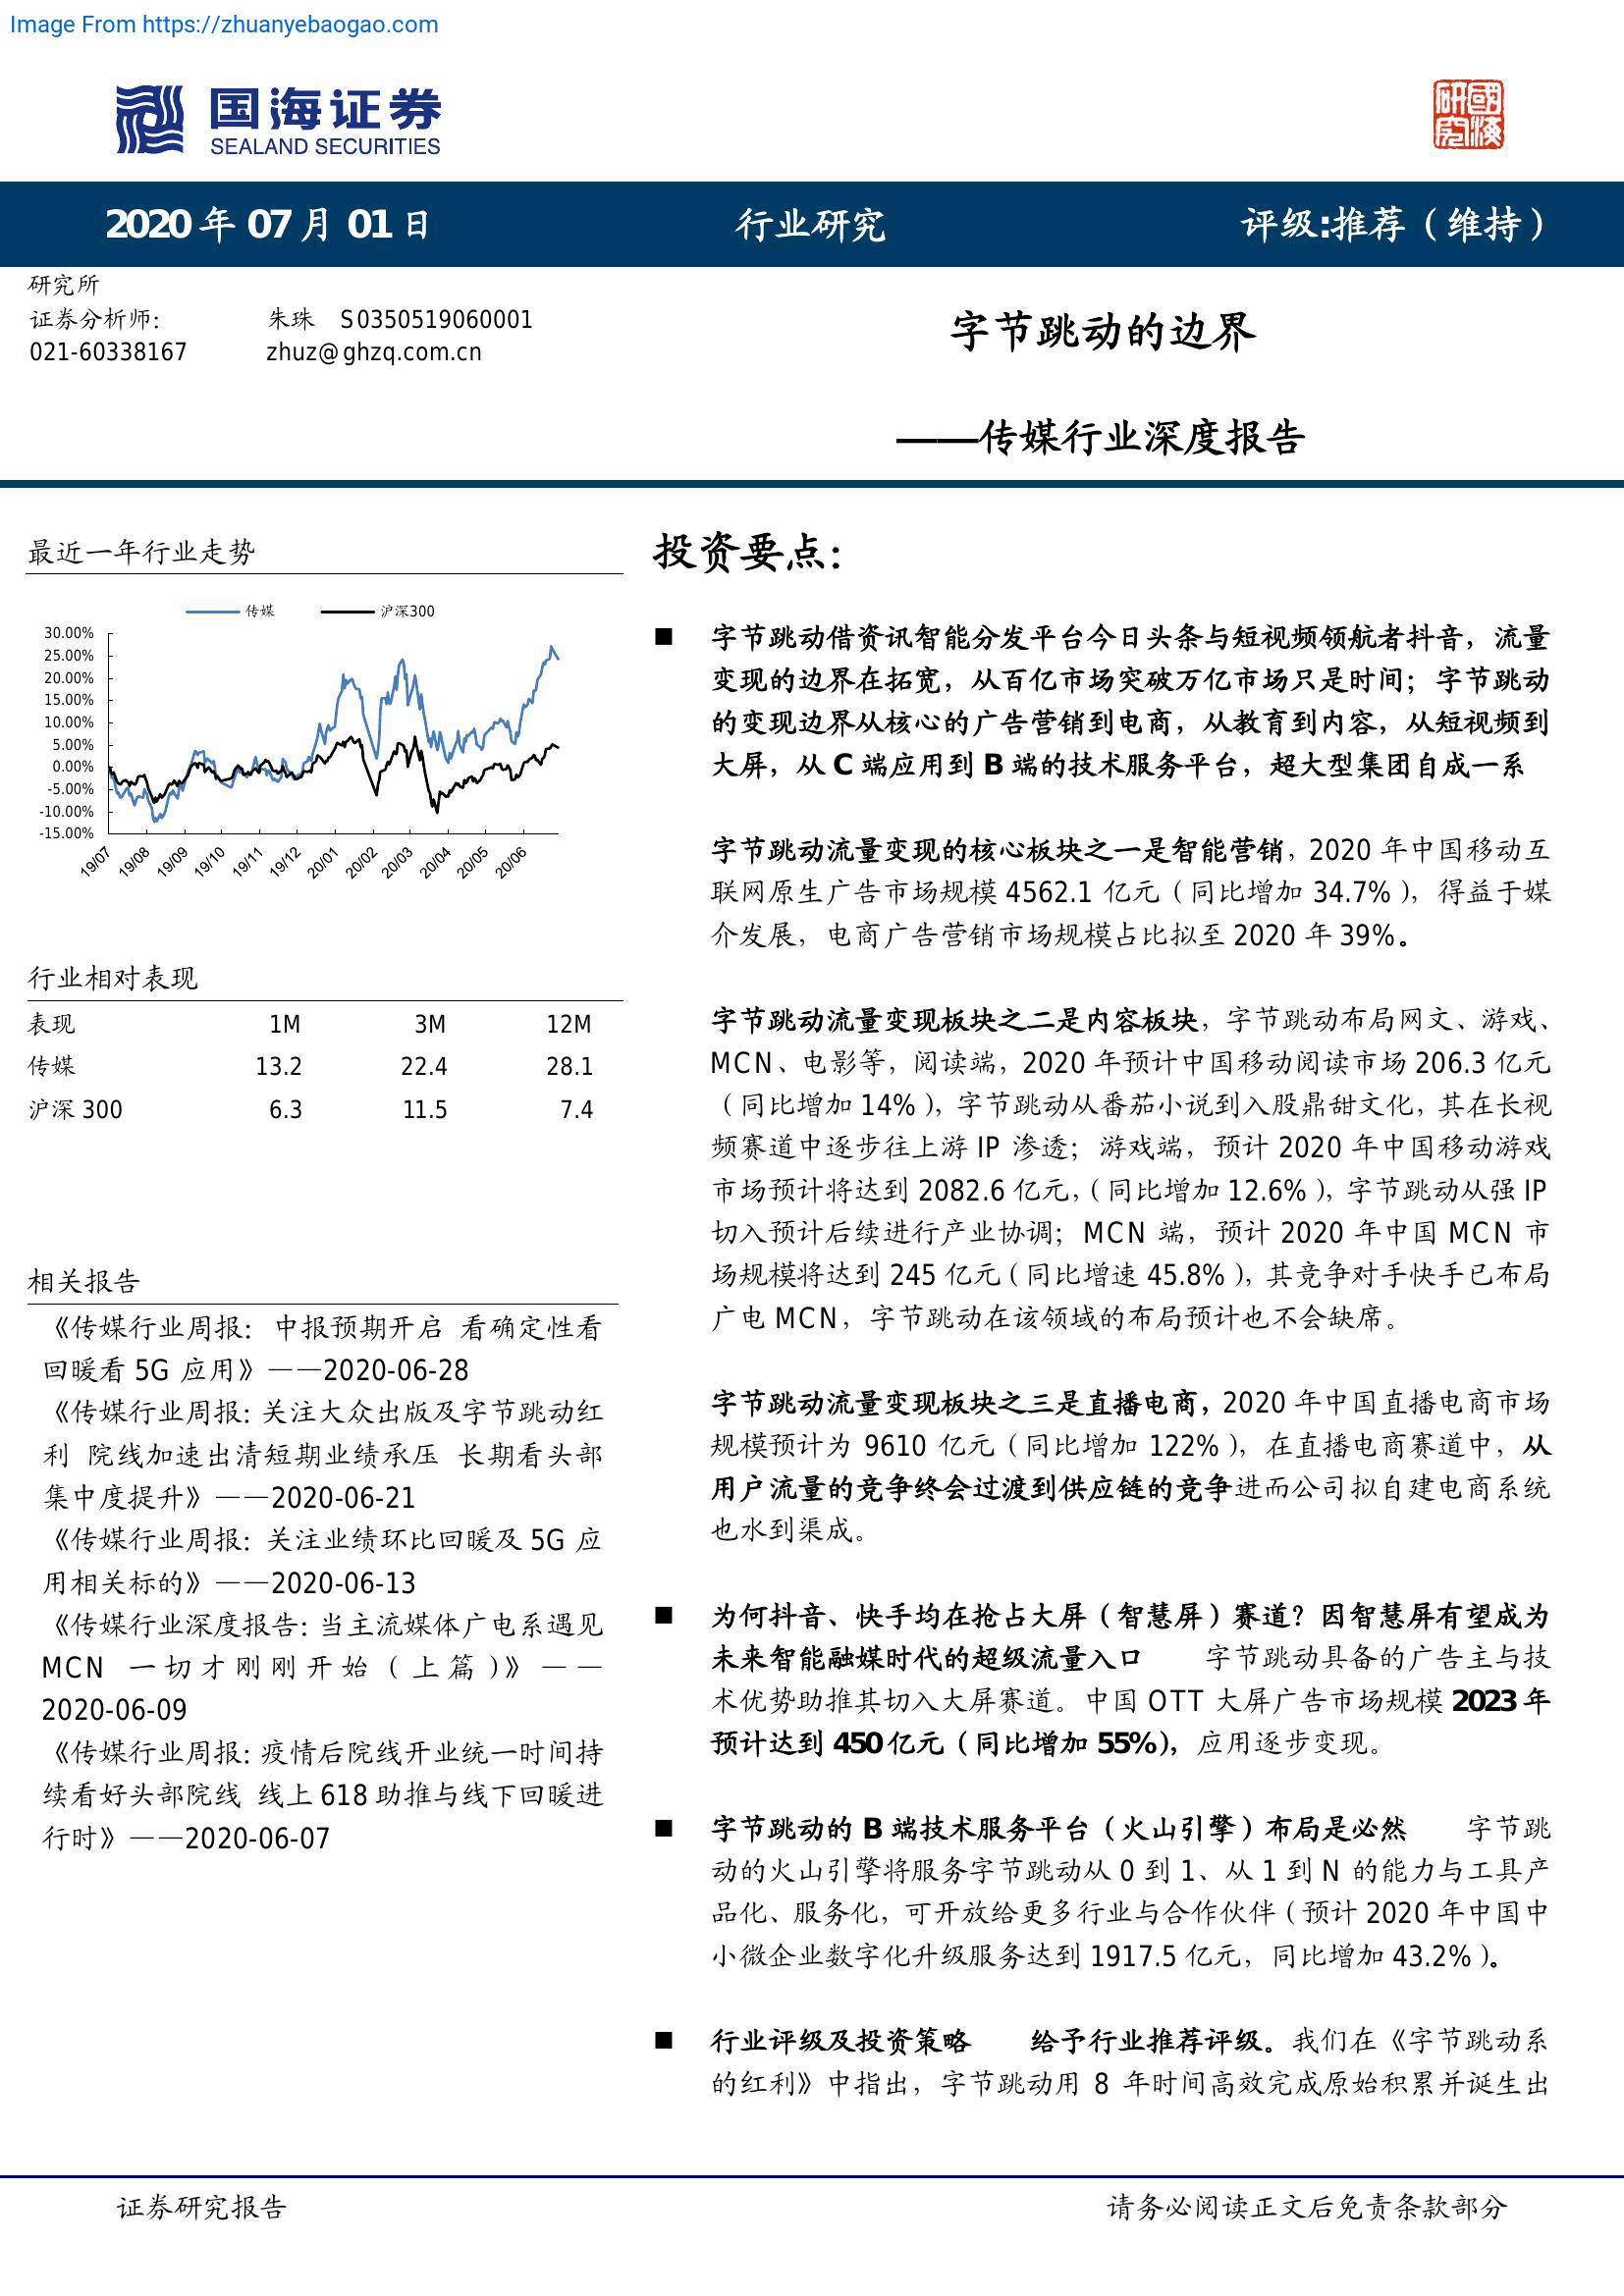 Image From https://zhuanyebaogao.com
国海证券
SEALAND SECURITIES
研究
國海
2020 年 07 月 01 日
行业研究
评级:推荐（维持）
研究所
证券分析师:
朱珠 S0350519060001
021-60338167
zhuz@ghzq.com.cn
字节跳动的边界
——传媒行业深度报告
最近一年行业走势
传媒
沪深300
30.00%
25.00%
20.00%
15.00%
10.00%
5.00%
0.00%
-5.00%
-10.00%
-15.00%
19/07
19/08
19/09
19/10
19/11
19/12
20/01
20/02
20/03
20/04
20/05
20/06
行业相对表现
表现 1M 3M 12M
传媒 13.2 22.4 28.1
沪深 300 6.3 11.5 7.4
相关报告
《传媒行业周报：中报预期开启 看确定性看
回暖看 5G 应用》——2020-06-28
《传媒行业周报：关注大众出版及字节跳动红
利 院线加速出清短期业绩承压 长期看头部
集中度提升》——2020-06-21
《传媒行业周报：关注业绩环比回暖及 5G 应
用相关标的》——2020-06-13
《传媒行业深度报告：当主流媒体广电系遇见
MCN 一切才刚刚开始（上篇）》——
2020-06-09
《传媒行业周报：疫情后院线开业统一时间持
续看好头部院线 线上 618 助推与线下回暖进
行时》——2020-06-07
投资要点：
■ 字节跳动借资讯智能分发平台今日头条与短视频领航者抖音，流量
变现的边界在拓宽，从百亿市场突破万亿市场只是时间；字节跳动
的变现边界从核心的广告营销到电商，从教育到内容，从短视频到
大屏，从 C 端应用到 B 端的技术服务平台，超大型集团自成一系
字节跳动流量变现的核心板块之一是智能营销，2020 年中国移动互
联网原生广告市场规模 4562.1 亿元（同比增加 34.7%），得益于媒
介发展，电商广告营销市场规模占比拟至 2020 年 39%。
字节跳动流量变现板块之二是内容板块，字节跳动布局网文、游戏、
MCN、电影等，阅读端，2020 年预计中国移动阅读市场 206.3 亿元
（同比增加 14%），字节跳动从番茄小说到入股鼎甜文化，其在长视
频赛道中逐步往上游 IP 渗透；游戏端，预计 2020 年中国移动游戏
市场预计将达到 2082.6 亿元，（同比增加 12.6%），字节跳动从强 IP
切入预计后续进行产业协调；MCN 端，预计 2020 年中国 MCN 市
场规模将达到 245 亿元（同比增速 45.8%），其竞争对手快手已布局
广电 MCN，字节跳动在该领域的布局预计也不会缺席。
字节跳动流量变现板块之三是直播电商，2020 年中国直播电商市场
规模预计为 9610 亿元（同比增加 122%），在直播电商赛道中，从
用户流量的竞争终会过渡到供应链的竞争进而公司拟自建电商系统
也水到渠成。
■ 为何抖音、快手均在抢占大屏（智慧屏）赛道？因智慧屏有望成为
未来智能融媒时代的超级流量入口 字节跳动具备的广告主与技
术优势助推其切入大屏赛道。中国 OTT 大屏广告市场规模 2023 年
预计达到 450 亿元（同比增加 55%），应用逐步变现。
■ 字节跳动的 B 端技术服务平台（火山引擎）布局是必然 字节跳
动的火山引擎将服务字节跳动从 0 到 1、从 1 到 N 的能力与工具产
品化、服务化，可开放给更多行业与合作伙伴（预计 2020 年中国中
小微企业数字化升级服务达到 1917.5 亿元，同比增加 43.2%）。
■ 行业评级及投资策略 给予行业推荐评级。我们在《字节跳动系
的红利》中指出，字节跳动用 8 年时间高效完成原始积累并诞生出
证券研究报告
请务必阅读正文后免责条款部分